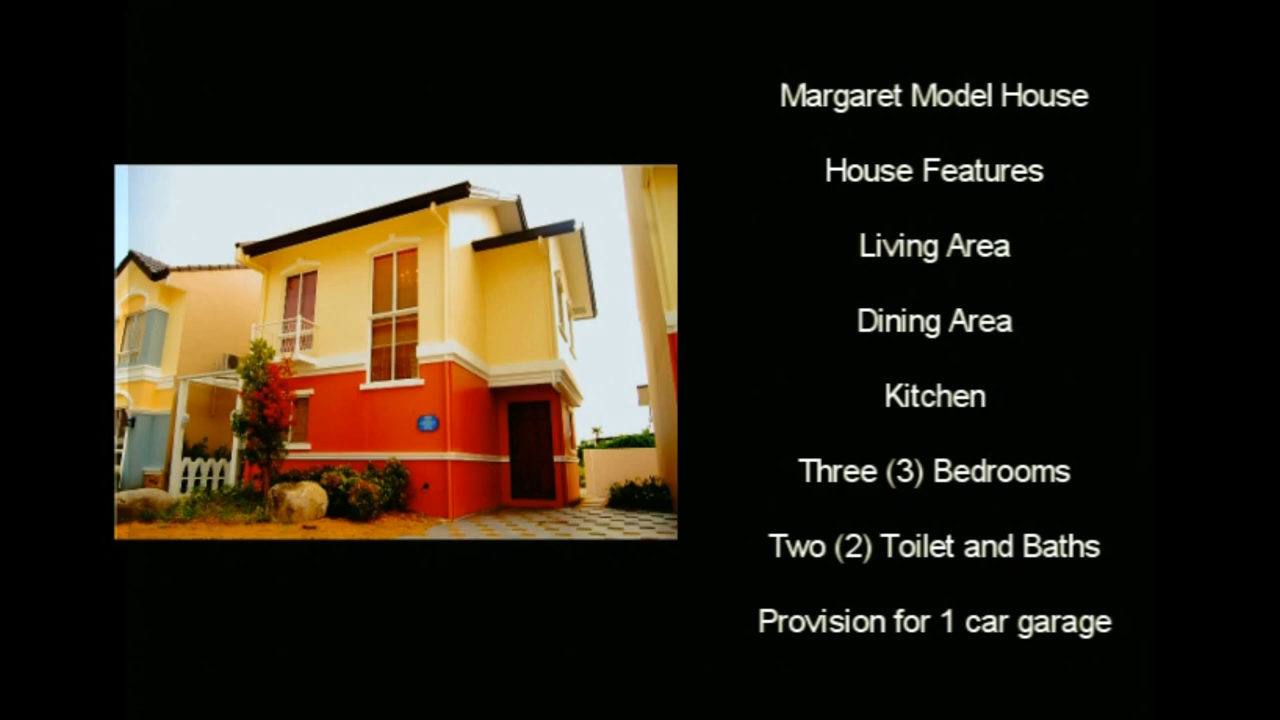 Margaret Model House
House Features
Living Area
Dining Area
Kitchen
Three (3) Bedrooms
Two (2) Toilet and Baths
Provision for 1 car garage